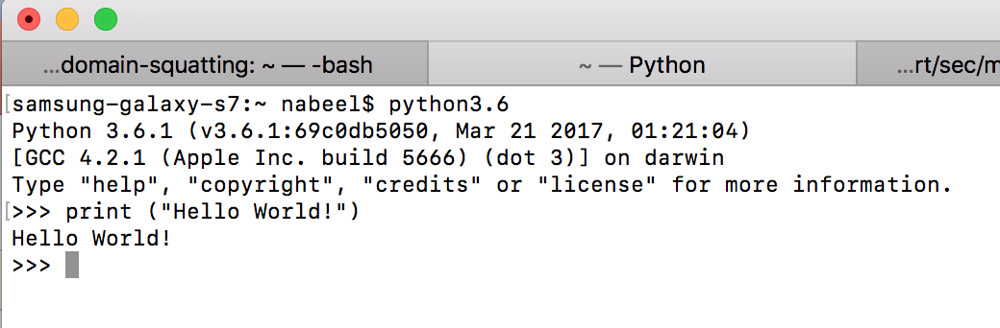 ...domain-squatting: ~ — -bash
~ — Python
...rt/sec/m
[samsung-galaxy-s7:~ nabeel$ python3.6
Python 3.6.1 (v3.6.1:69c0db5050, Mar 21 2017, 01:21:04)
[GCC 4.2.1 (Apple Inc. build 5666) (dot 3)] on darwin
Type "help", "copyright", "credits" or "license" for more information.
[>>> print ("Hello World!")
Hello World!
>>>